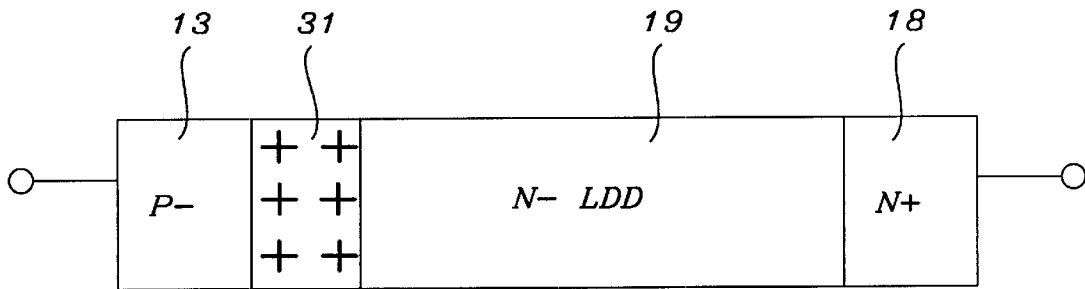 13 31 19 18
P- + + N- LDD N+
+ +
+ +